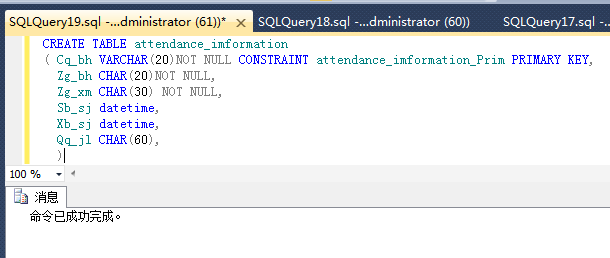 SQLQuery19.sql -...dministrator (61))* SQLQuery18.sql -...dministrator (60)) SQLQuery17.sql -...
CREATE TABLE attendance_imformation
( Cq_bh VARCHAR(20)NOT NULL CONSTRAINT attendance_imformation_Prim PRIMARY KEY,
Zg_bh CHAR(20)NOT NULL,
Zg_xm CHAR(30) NOT NULL,
Sb_sj datetime,
Xb_sj datetime,
Qq_jl CHAR(60),
)
100 %
消息
命令已成功完成。